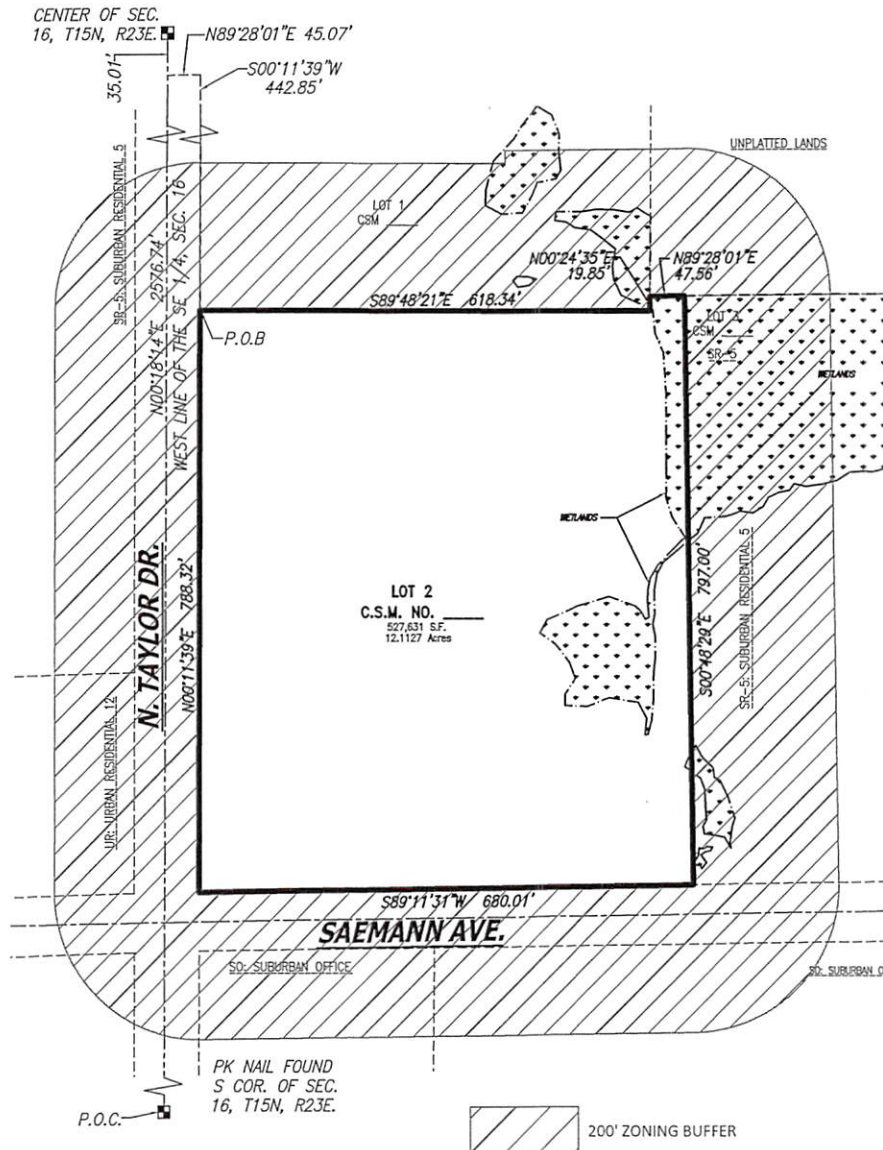 CENTER OF SEC.
16, T15N, R23E.
N89°28'01"E 45.07'
35.01'
S00°11'39"W
442.85'
UNPLATTED LANDS
SR-5: SUBURBAN RESIDENTIAL 5
LOT 1
CSM ____
N00°18'14"E 2576.74'
WEST LINE OF THE SE 1/4, SEC. 16
N00°24'35"E
19.85'
N89°28'01"E
47.56'
S89°48'21"E 618.34'
P.O.B
CSM ____
SR-5
WETLANDS
WETLANDS
N. TAYLOR DR.
N00°11'39"E 788.32'
LOT 2
C.S.M. NO. ____
527,631 S.F.
12.1127 Acres
S00°48'29"E 797.00'
SR-5: SUBURBAN RESIDENTIAL 5
UR: URBAN RESIDENTIAL 12
S89°11'31"W 680.01'
SAEMANN AVE.
SO: SUBURBAN OFFICE
SO: SUBURBAN O
PK NAIL FOUND
S COR. OF SEC.
16, T15N, R23E.
P.O.C.
200' ZONING BUFFER